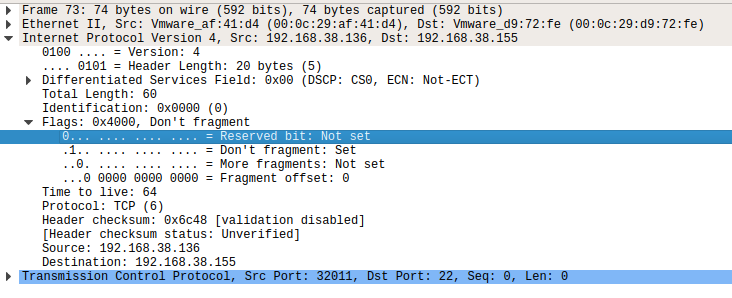 Frame 73: 74 bytes on wire (592 bits), 74 bytes captured (592 bits)
Ethernet II, Src: Vmware_af:41:d4 (00:0c:29:af:41:d4), Dst: Vmware_d9:72:fe (00:0c:29:d9:72:fe)
Internet Protocol Version 4, Src: 192.168.38.136, Dst: 192.168.38.155
0100 .... = Version: 4
.... 0101 = Header Length: 20 bytes (5)
Differentiated Services Field: 0x00 (DSCP: CS0, ECN: Not-ECT)
Total Length: 60
Identification: 0x0000 (0)
Flags: 0x4000, Don't fragment
0... .... .... .... = Reserved bit: Not set
.1.. .... .... .... = Don't fragment: Set
..0. .... .... .... = More fragments: Not set
...0 0000 0000 0000 = Fragment offset: 0
Time to live: 64
Protocol: TCP (6)
Header checksum: 0x6c48 [validation disabled]
[Header checksum status: Unverified]
Source: 192.168.38.136
Destination: 192.168.38.155
Transmission Control Protocol, Src Port: 32011, Dst Port: 22, Seq: 0, Len: 0